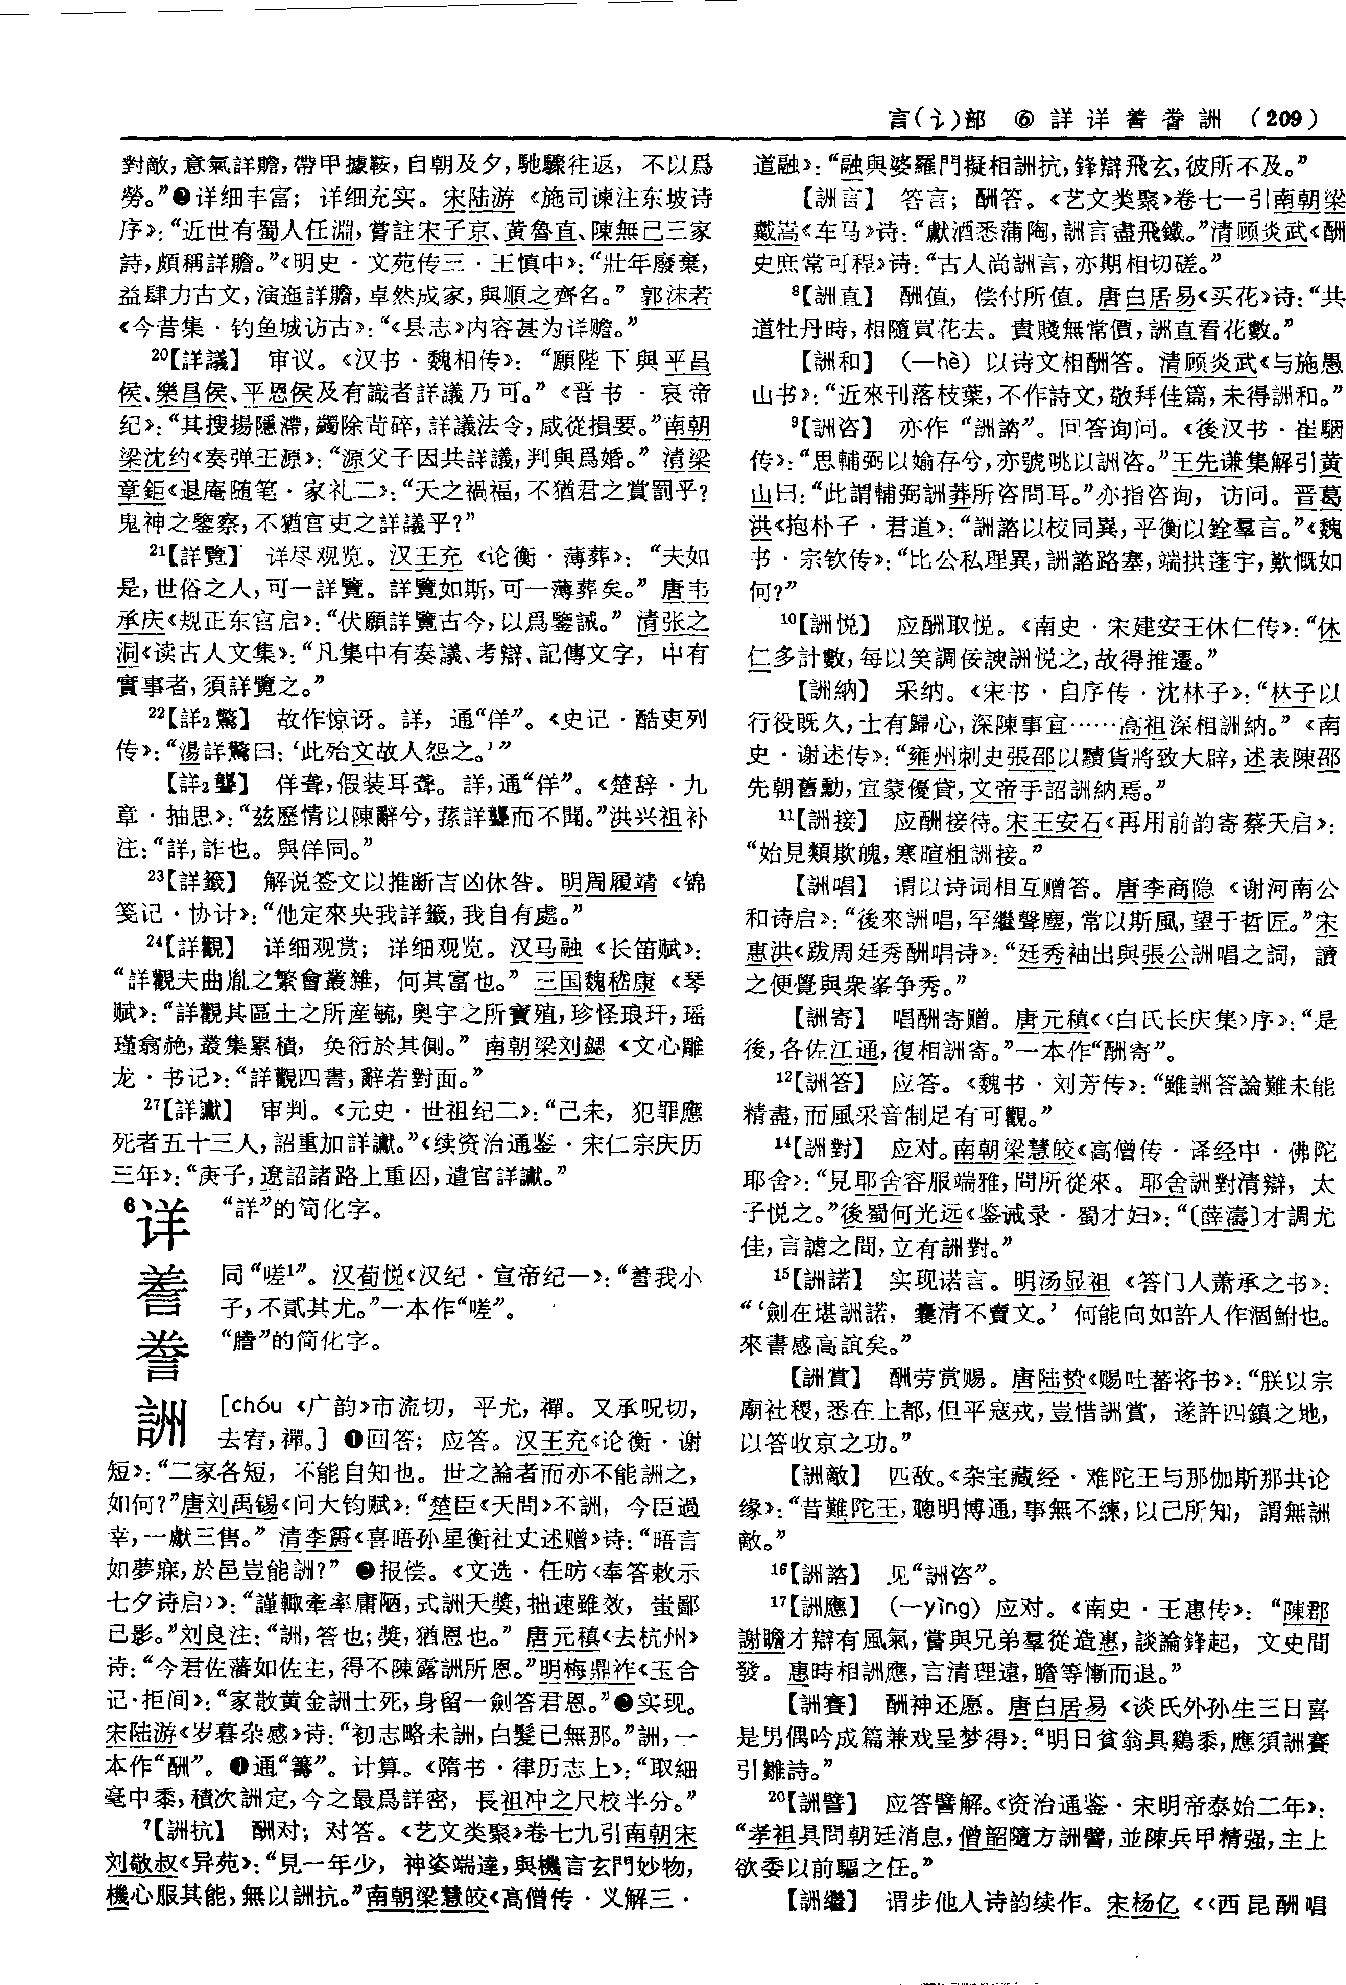 言(讠)部 ⑥ 詳详䜆誊詶 (209)
對敵,意氣詳贍,帶甲據鞍,自朝及夕,馳驟往返,不以爲
勞。”❷详细丰富;详细充实。宋陆游《施司谏注东坡诗
序》:“近世有蜀人任淵,嘗註宋子京、黄魯直、陳無己三家
詩,頗稱詳贍。”《明史·文苑传三·王慎中》:“壯年廢棄,
益肆力古文,演迤詳贍,卓然成家,與順之齊名。” 郭沫若
《今昔集·钓鱼城访古》:“《县志》内容甚为详赡。”
20【詳議】 审议。《汉书·魏相传》:“願陛下與平昌
侯、樂昌侯、平恩侯及有識者詳議乃可。”《晋书·哀帝
纪》:“其搜揚隱滯,蠲除苛碎,詳議法令,咸從損要。”南朝
梁沈约《奏弹王源》:“源父子因共詳議,判與爲婚。” 清梁
章鉅《退庵随笔·家礼二》:“天之禍福,不猶君之賞罰乎?
鬼神之鑒察,不猶官吏之詳議乎?”
21【詳覽】 详尽观览。汉王充《论衡·薄葬》:“夫如
是,世俗之人,可一詳覽。詳覽如斯,可一薄葬矣。” 唐韦
承庆《规正东宫启》:“伏願詳覽古今,以爲鑒誡。” 清张之
洞《读古人文集》:“凡集中有奏議、考辯、記傳文字,中有
實事者,須詳覽之。”
22【詳2驚】 故作惊讶。詳,通“佯”。《史记·酷吏列
传》:“湯詳驚曰:‘此殆文故人怨之。’”
【詳2聾】 佯聋,假装耳聋。詳,通“佯”。《楚辞·九
章·抽思》:“兹歷情以陳辭兮,蓀詳聾而不聞。”洪兴祖补
注:“詳,詐也。與佯同。”
23【詳籤】 解说签文以推断吉凶休咎。明周履靖《锦
笺记·协计》:“他定來央我詳籤,我自有處。”
24【詳觀】 详细观赏;详细观览。汉马融《长笛赋》:
“詳觀夫曲胤之繁會叢雜,何其富也。” 三国魏嵇康《琴
赋》:“詳觀其區土之所産毓,奥宇之所寶殖,珍怪琅玕,瑶
瑾翕赩,叢集累積,奂衍於其側。” 南朝梁刘勰《文心雕
龙·书记》:“詳觀四書,辭若對面。”
27【詳讞】 审判。《元史·世祖纪二》:“己未,犯罪應
死者五十三人,詔重加詳讞。”《续资治通鉴·宋仁宗庆历
三年》:“庚子,遼詔諸路上重囚,遣官詳讞。”
6详 “詳”的简化字。
䜆 同“嗟1”。汉荀悦《汉纪·宣帝纪一》:“䜆我小
子,不貳其尤。”一本作“嗟”。
誊 “謄”的简化字。
詶 [chóu《广韵》市流切,平尤,禪。又承呪切,
去宥,禪。] ❶回答;应答。汉王充《论衡·谢
短》:“二家各短,不能自知也。世之論者而亦不能詶之,
如何?”唐刘禹锡《问大钧赋》:“楚臣《天問》不詶,今臣過
幸,一獻三售。” 清李爵《喜晤孙星衡社丈述赠》诗:“晤言
如夢寐,於邑豈能詶?” ❷报偿。《文选·任昉〈奉答敕示
七夕诗启〉》:“謹輒牽率庸陋,式詶天獎,拙速雖效,蚩鄙
已影。”刘良注:“詶,答也;獎,猶恩也。” 唐元稹《去杭州》
诗:“今君佐藩如佐主,得不陳露詶所恩。”明梅鼎祚《玉合
记·拒间》:“家散黄金詶士死,身留一劍答君恩。”❸实现。
宋陆游《岁暮杂感》诗:“初志略未詶,白髮已無那。”詶,一
本作“酬”。❹通“籌”。计算。《隋书·律历志上》:“取細
毫中黍,積次詶定,今之最爲詳密,長祖冲之尺校半分。”
7【詶抗】 酬对;对答。《艺文类聚》卷七九引南朝宋
刘敬叔《异苑》:“見一年少,神姿端達,與機言玄門妙物,
機心服其能,無以詶抗。”南朝梁慧皎《高僧传·义解三·
道融》:“融與婆羅門擬相詶抗,鋒辯飛玄,彼所不及。”
【詶言】 答言;酬答。《艺文类聚》卷七一引南朝梁
戴嵩《车马》诗:“獻酒悉蒲陶,詶言盡飛鐵。”清顾炎武《酬
史庶常可程》诗:“古人尚詶言,亦期相切磋。”
8【詶直】 酬值,偿付所值。唐白居易《买花》诗:“共
道牡丹時,相隨買花去。貴賤無常價,詶直看花數。”
【詶和】 (—hè) 以诗文相酬答。清顾炎武《与施愚
山书》:“近來刊落枝葉,不作詩文,敬拜佳篇,未得詶和。”
9【詶咨】 亦作“詶諮”。回答询问。《後汉书·崔駰
传》:“思輔弼以媮存兮,亦號咷以詶咨。”王先谦集解引黄
山曰:“此謂輔弼詶莽所咨問耳。”亦指咨询,访问。晋葛
洪《抱朴子·君道》:“詶諮以校同異,平衡以銓羣言。”《魏
书·宗钦传》:“比公私理異,詶諮路塞,端拱蓬宇,歎慨如
何?”
10【詶悦】 应酬取悦。《南史·宋建安王休仁传》:“休
仁多計數,每以笑調佞諛詶悦之,故得推遷。”
【詶納】 采纳。《宋书·自序传·沈林子》:“林子以
行役既久,士有歸心,深陳事宜……高祖深相詶納。”《南
史·谢述传》:“雍州刺史張邵以黷貨將致大辟,述表陳邵
先朝舊勳,宜蒙優貸,文帝手詔詶納焉。”
11【詶接】 应酬接待。宋王安石《再用前韵寄蔡天启》:
“始見類欺魄,寒暄粗詶接。”
【詶唱】 谓以诗词相互赠答。唐李商隐《谢河南公
和诗启》:“後來詶唱,罕繼聲塵,常以斯風,望于哲匠。”宋
惠洪《跋周廷秀酬唱诗》:“廷秀袖出與張公詶唱之詞,讀
之便覺與衆峯争秀。”
【詶寄】 唱酬寄赠。唐元稹《〈白氏长庆集〉序》:“是
後,各佐江通,復相詶寄。”一本作“酬寄”。
12【詶答】 应答。《魏书·刘芳传》:“雖詶答論難未能
精盡,而風采音制足有可觀。”
14【詶對】 应对。南朝梁慧皎《高僧传·译经中·佛陀
耶舍》:“見耶舍容服端雅,問所從來。耶舍詶對清辯,太
子悦之。”後蜀何光远《鉴诫录·蜀才妇》:“〔薛濤〕才調尤
佳,言謔之間,立有詶對。”
15【詶諾】 实现诺言。明汤显祖《答门人萧承之书》:
“‘劍在堪詶諾,囊清不賣文。’何能向如許人作涸鮒也。
來書感高誼矣。”
【詶賞】 酬劳赏赐。唐陆贽《赐吐蕃将书》:“朕以宗
廟社稷,悉在上都,但平寇戎,豈惜詶賞,遂許四鎮之地,
以答收京之功。”
【詶敵】 匹敌。《杂宝藏经·难陀王与那伽斯那共论
缘》:“昔難陀王,聰明博通,事無不練,以己所知,謂無詶
敵。”
16【詶諮】 见“詶咨”。
17【詶應】 (—yìng) 应对。《南史·王惠传》:“陳郡
謝瞻才辯有風氣,嘗與兄弟羣從造惠,談論鋒起,文史間
發。惠時相詶應,言清理遠,瞻等慚而退。”
【詶賽】 酬神还愿。唐白居易《谈氏外孙生三日喜
是男偶吟成篇兼戏呈梦得》:“明日貧翁具鷄黍,應須詶賽
引雛詩。”
20【詶譬】 应答譬解。《资治通鉴·宋明帝泰始二年》:
“孝祖具問朝廷消息,僧韶隨方詶譬,並陳兵甲精强,主上
欲委以前驅之任。”
【詶繼】 谓步他人诗韵续作。宋杨亿《〈西昆酬唱